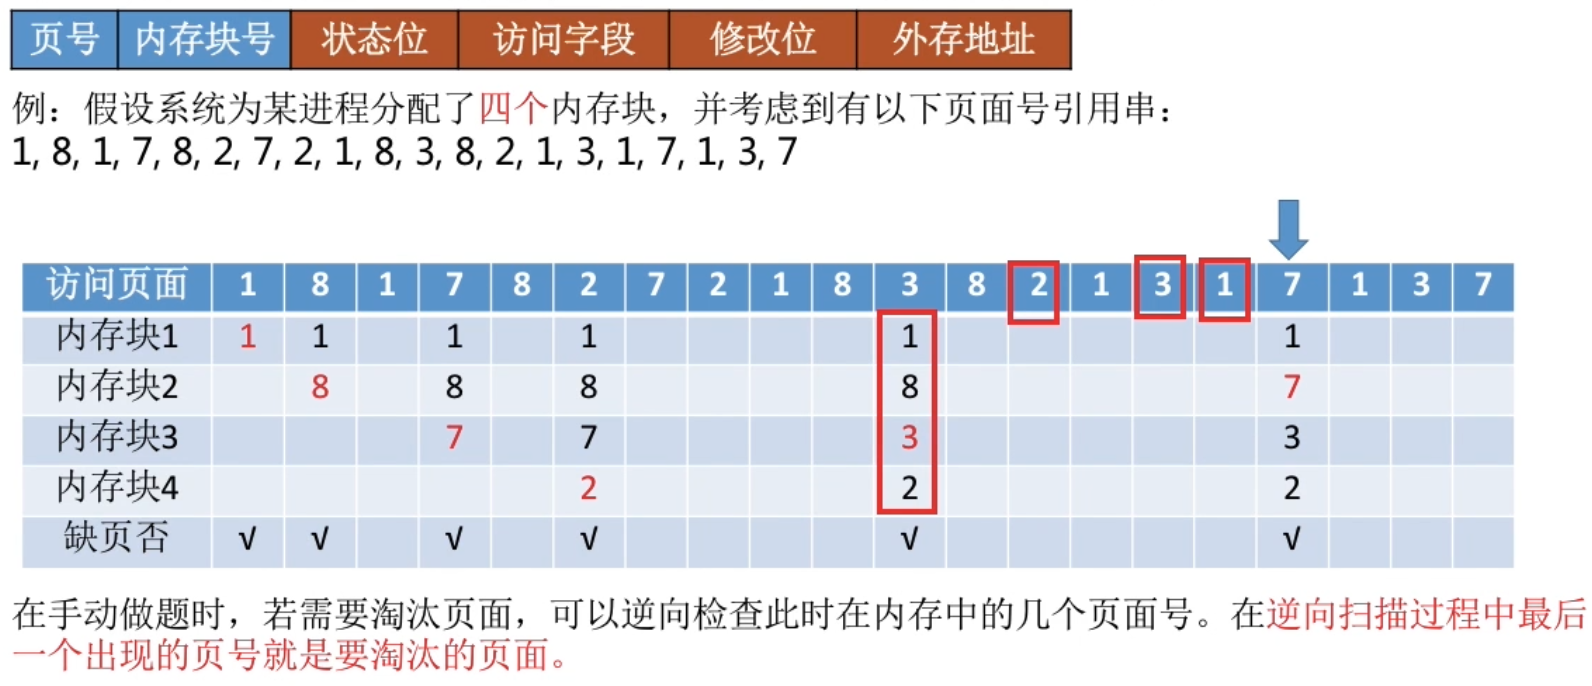 页号 内存块号 状态位 访问字段 修改位 外存地址
例：假设系统为某进程分配了四个内存块，并考虑到有以下页面号引用串：
1, 8, 1, 7, 8, 2, 7, 2, 1, 8, 3, 8, 2, 1, 3, 1, 7, 1, 3, 7
访问页面 1 8 1 7 8 2 7 2 1 8 3 8 2 1 3 1 7 1 3 7
内存块1 1 1 1 1 1 1
内存块2 8 8 8 8 7
内存块3 7 7 3 3
内存块4 2 2 2
缺页否 √ √ √ √ √ √
在手动做题时，若需要淘汰页面，可以逆向检查此时在内存中的几个页面号。在逆向扫描过程中最后
一个出现的页号就是要淘汰的页面。